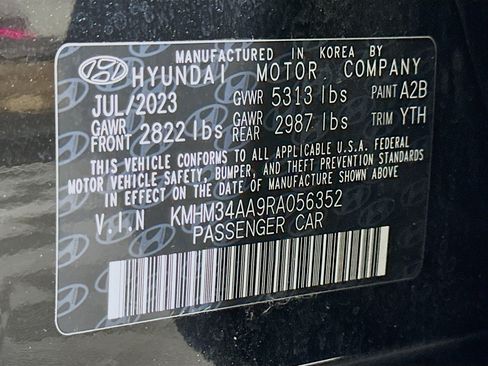 MANUFACTURED IN KOREA BY
HYUNDAI MOTOR COMPANY
JUL/2023 GVWR 5313 lbs PAINT A2B
GAWR FRONT 2822 lbs GAWR REAR 2987 lbs TRIM YTH
THIS VEHICLE CONFORMS TO ALL APPLICABLE U.S.A. FEDERAL
MOTOR VEHICLE SAFETY, BUMPER, AND THEFT PREVENTION STANDARDS
IN EFFECT ON THE DATE OF MANUFACTURE SHOWN ABOVE
V.I.N KMHM34AA9RA056352
PASSENGER CAR